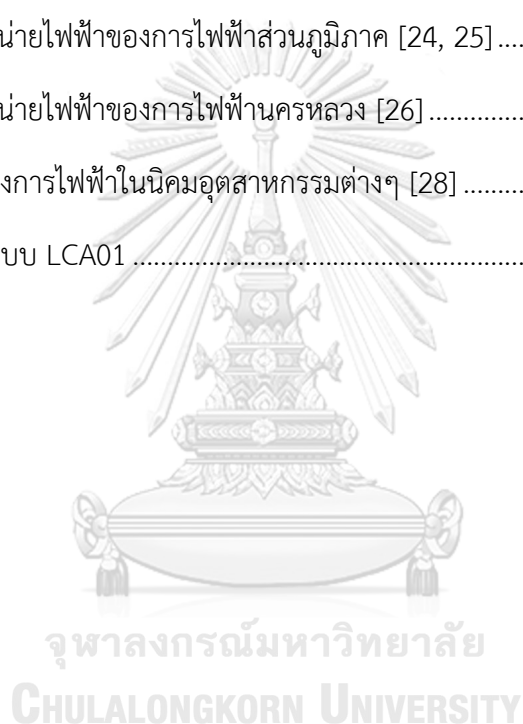 น่ายไฟฟ้าของการไฟฟ้าส่วนภูมิภาค [24, 25] ....
น่ายไฟฟ้าของการไฟฟ้านครหลวง [26] ..............
งการไฟฟ้าในนิคมอุตสาหกรรมต่างๆ [28] .........
บบ LCA01 .......................................................
จุฬาลงกรณ์มหาวิทยาลัย
CHULALONGKORN UNIVERSITY